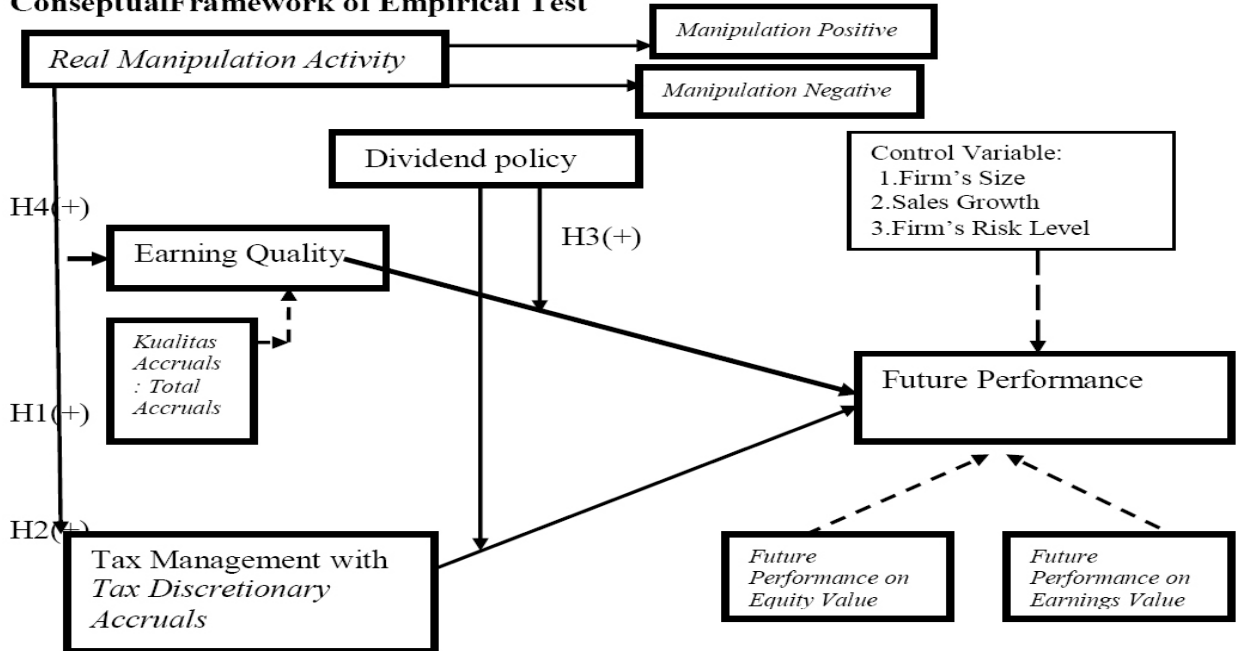 ConseptualFramework of Empirical Test
Real Manipulation Activity
Manipulation Positive
Manipulation Negative
Dividend policy
Control Variable:
1.Firm's Size
2.Sales Growth
3.Firm's Risk Level
H4(+)
H3(+)
Earning Quality
Kualitas
Accruals
: Total
Accruals
Future Performance
H1(+)
H2(+)
Tax Management with
Tax Discretionary
Accruals
Future
Performance on
Equity Value
Future
Performance on
Earnings Value